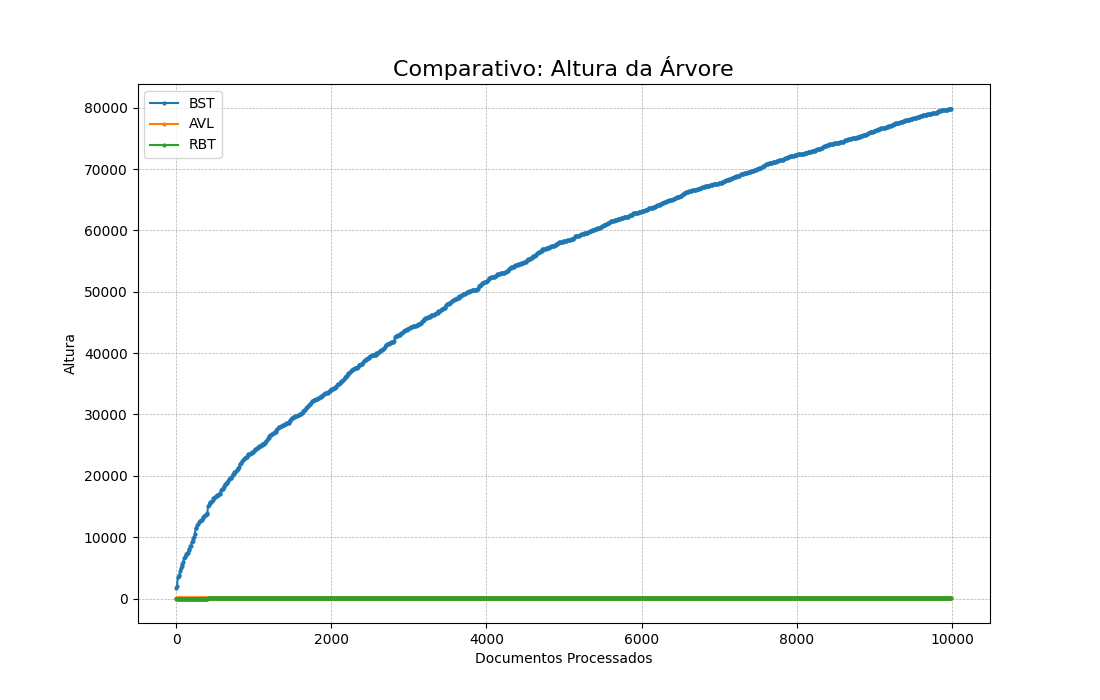 Comparativo: Altura da Árvore
BST
AVL
RBT
Altura
80000
70000
60000
50000
40000
30000
20000
10000
0
0 2000 4000 6000 8000 10000
Documentos Processados